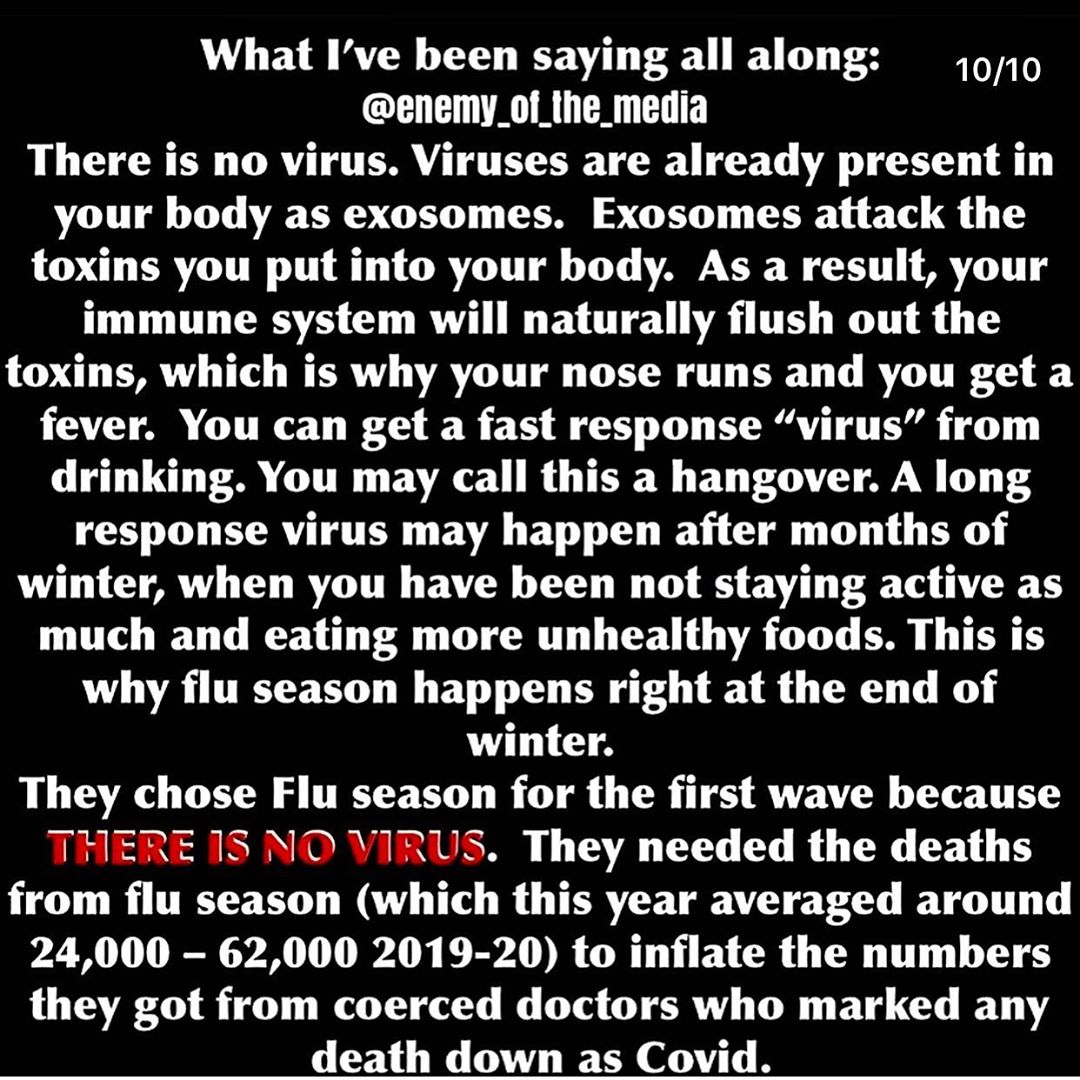 What I've been saying all along:
10/10
@enemy_of_the_media
There is no virus. Viruses are already present in
your body as exosomes.  Exosomes attack the
toxins you put into your body.  As a result, your
immune system will naturally flush out the
toxins, which is why your nose runs and you get a
fever.  You can get a fast response “virus” from
drinking. You may call this a hangover. A long
response virus may happen after months of
winter, when you have been not staying active as
much and eating more unhealthy foods. This is
why flu season happens right at the end of
winter.
They chose Flu season for the first wave because
THERE IS NO VIRUS.  They needed the deaths
from flu season (which this year averaged around
24,000 – 62,000 2019-20) to inflate the numbers
they got from coerced doctors who marked any
death down as Covid.